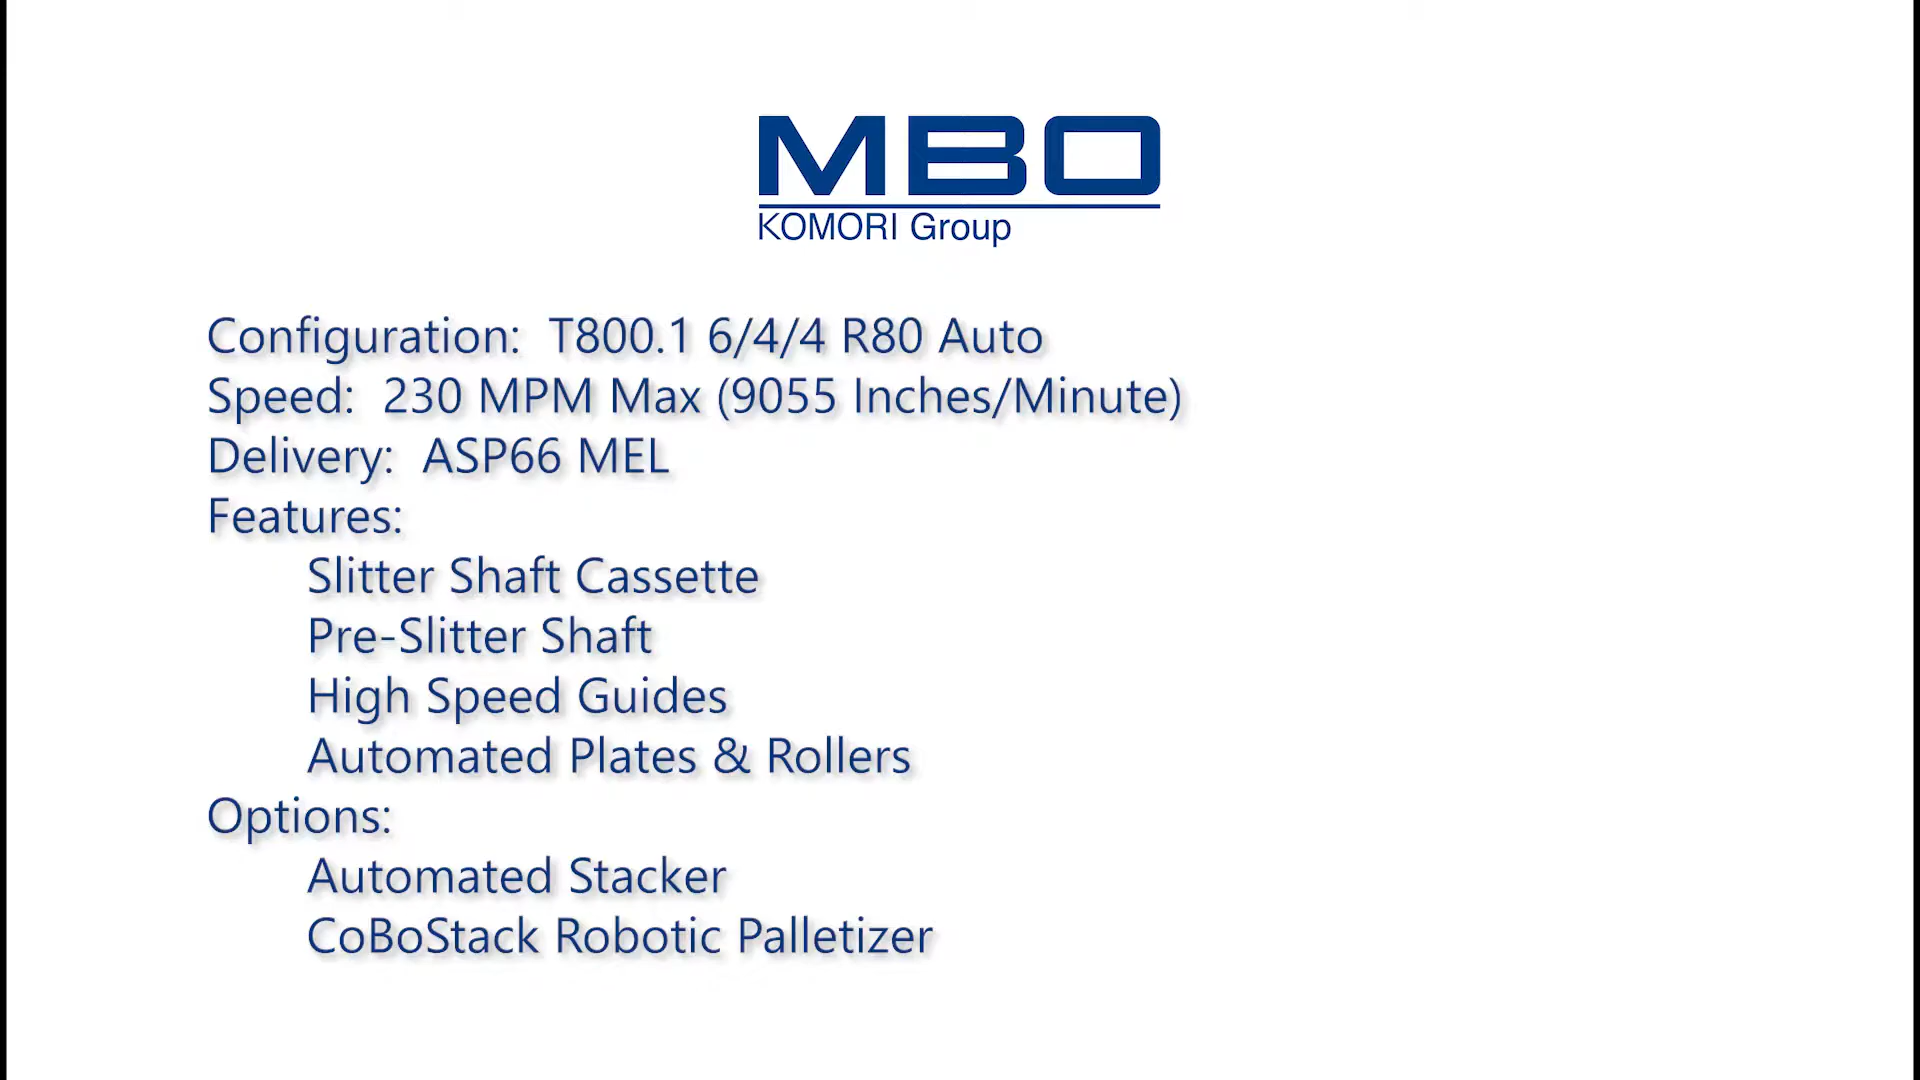 MBO
KOMORI Group
Configuration: T800.1 6/4/4 R80 Auto
Speed: 230 MPM Max (9055 Inches/Minute)
Delivery: ASP66 MEL
Features:
Slitter Shaft Cassette
Pre-Slitter Shaft
High Speed Guides
Automated Plates & Rollers
Options:
Automated Stacker
CoBoStack Robotic Palletizer